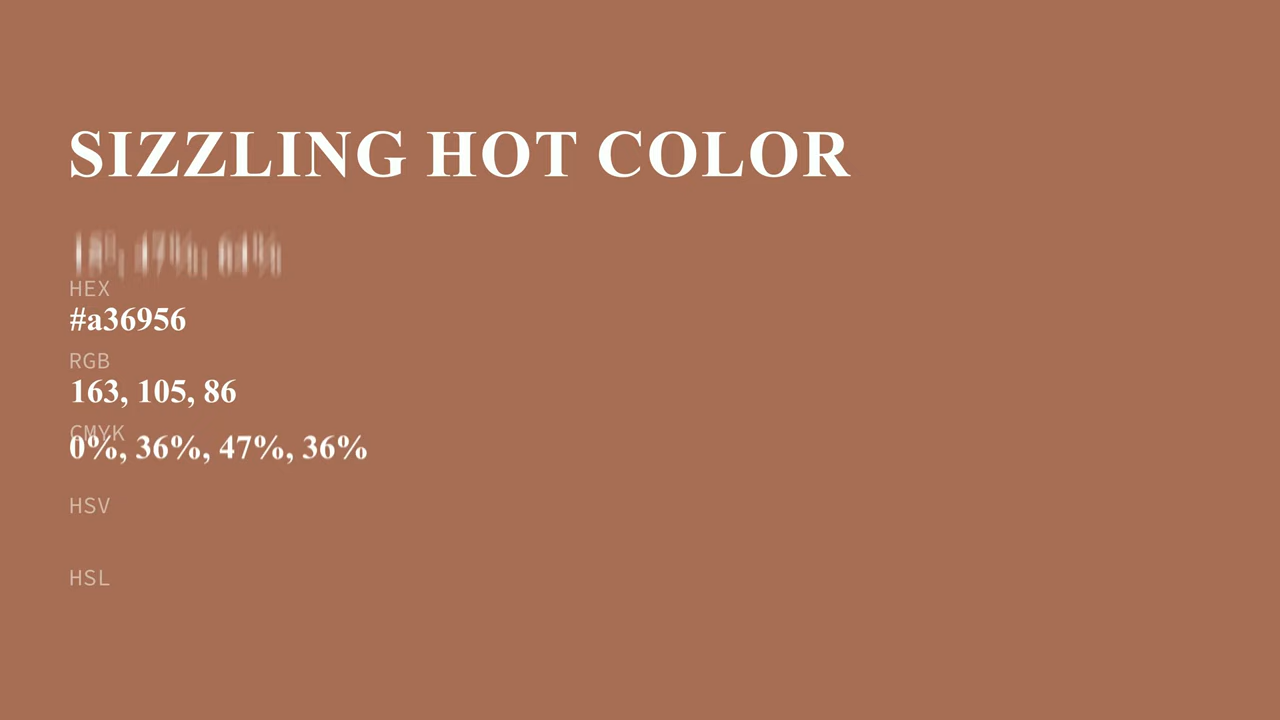 SIZZLING HOT COLOR
HEX
#a36956
RGB
163, 105, 86
CMYK
0%, 36%, 47%, 36%
HSV
HSL